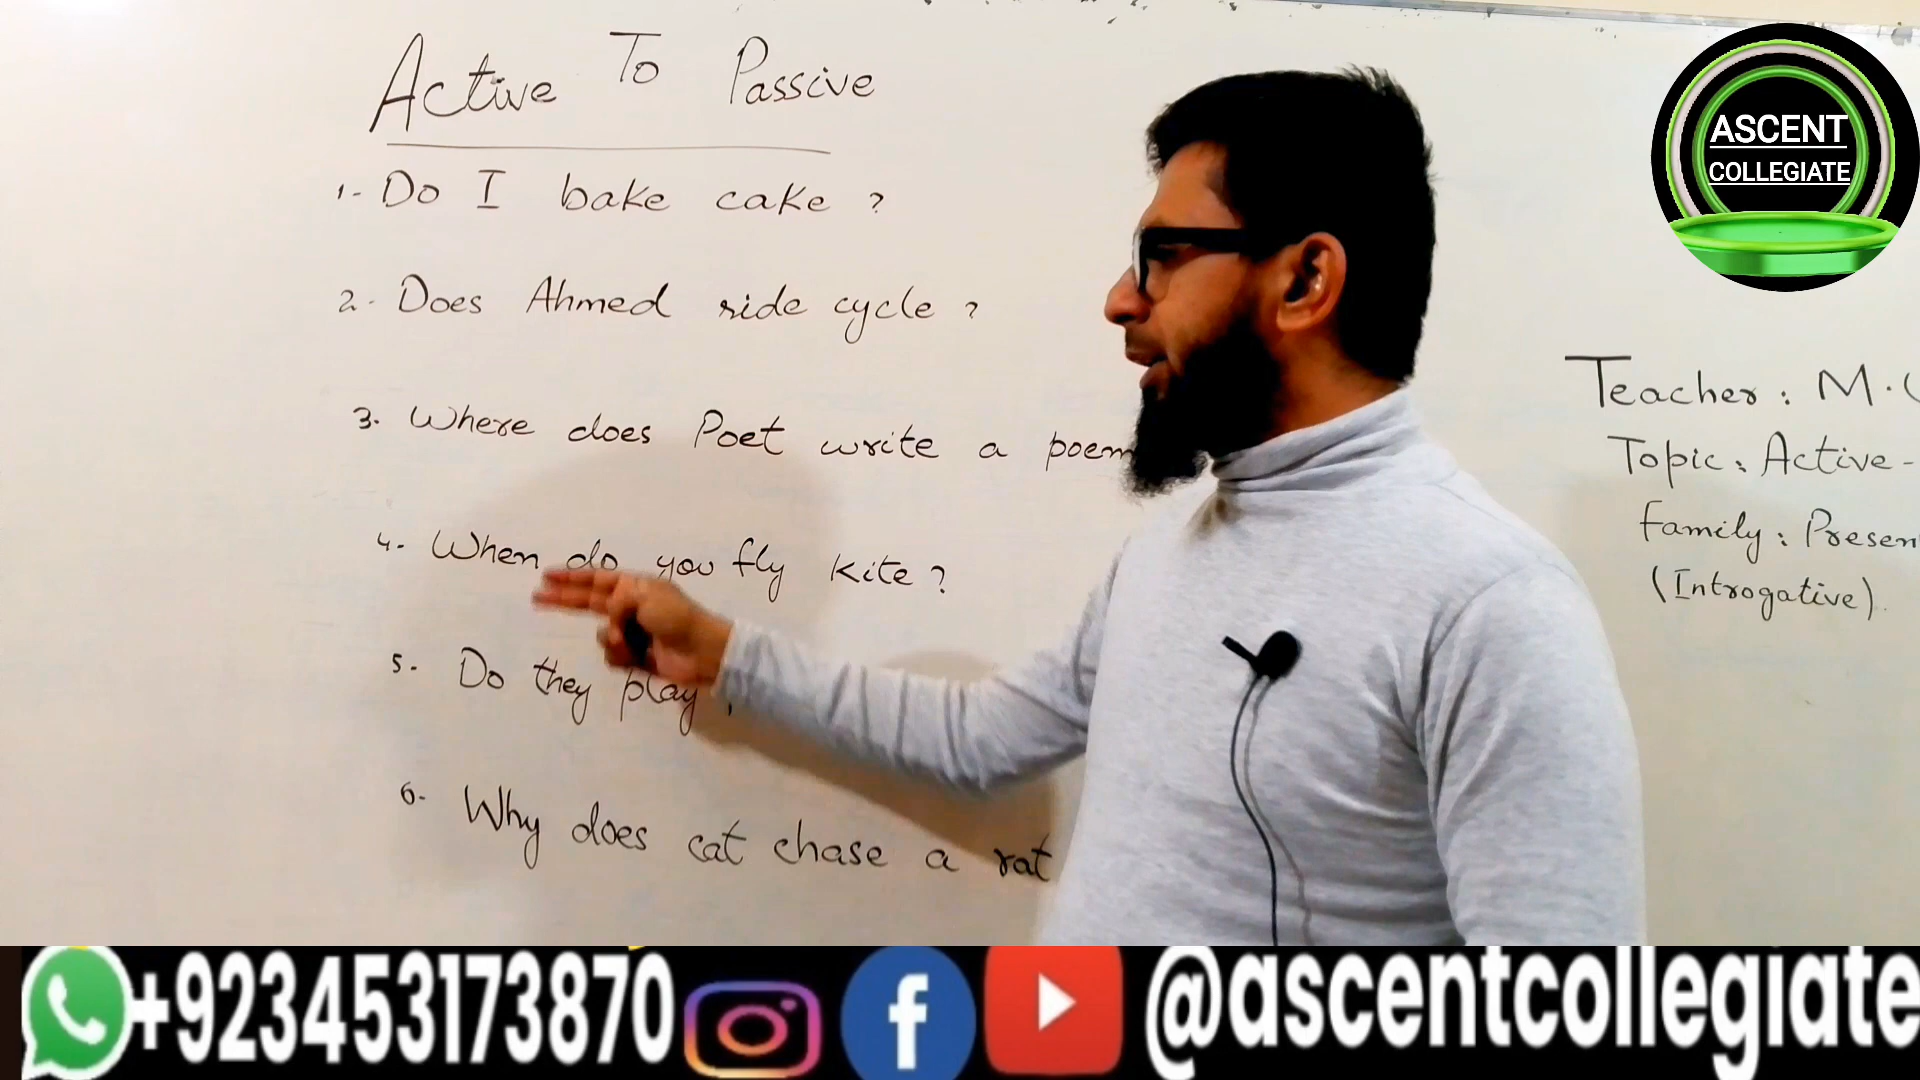 Active To Passive
1- Do I bake cake ?
2- Does Ahmed ride cycle ?
3. Where does Poet write a poem
4- When do you fly kite ?
5- Do they play
6- Why does cat chase a rat
ASCENT
COLLEGIATE
Teacher : M.
Topic : Active -
Family : Presen
(Introgative).
+923453173870 @ascentcollegiate